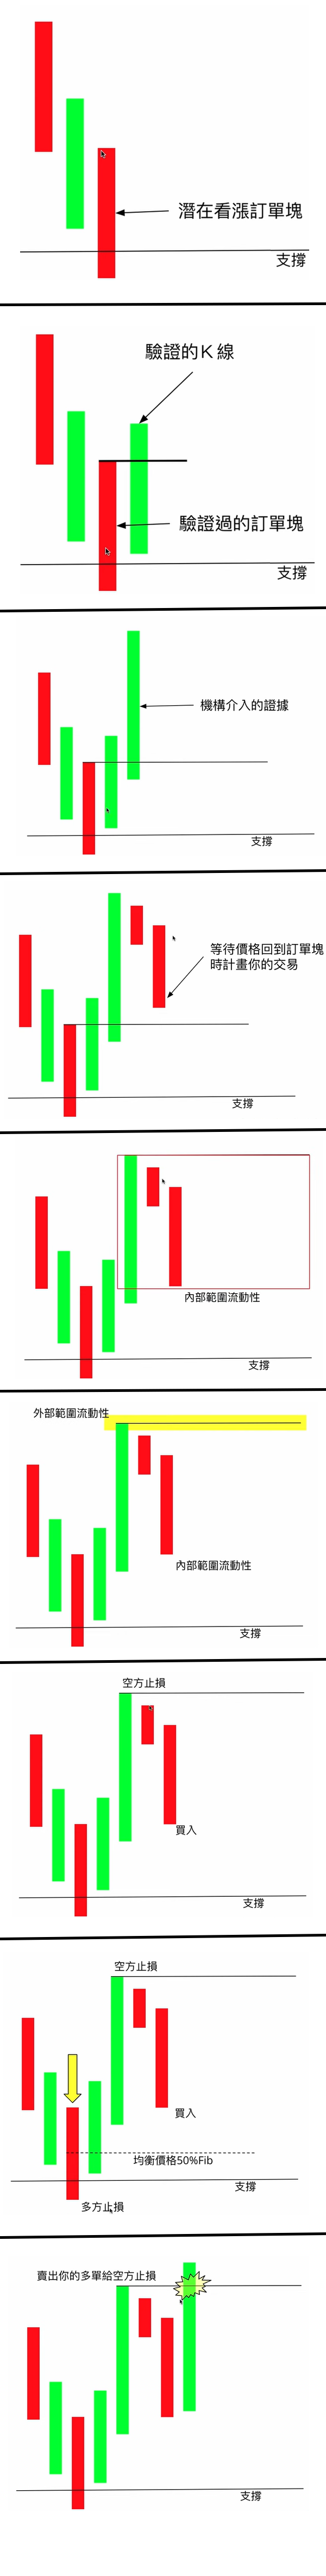 潛在看漲訂單塊
支撐
驗證的K線
驗證過的訂單塊
支撐
機構介入的證據
支撐
等待價格回到訂單塊
時計畫你的交易
支撐
內部範圍流動性
支撐
外部範圍流動性
內部範圍流動性
支撐
空方止損
買入
支撐
空方止損
買入
均衡價格50%Fib
支撐
多方止損
賣出你的多單給空方止損
支撐